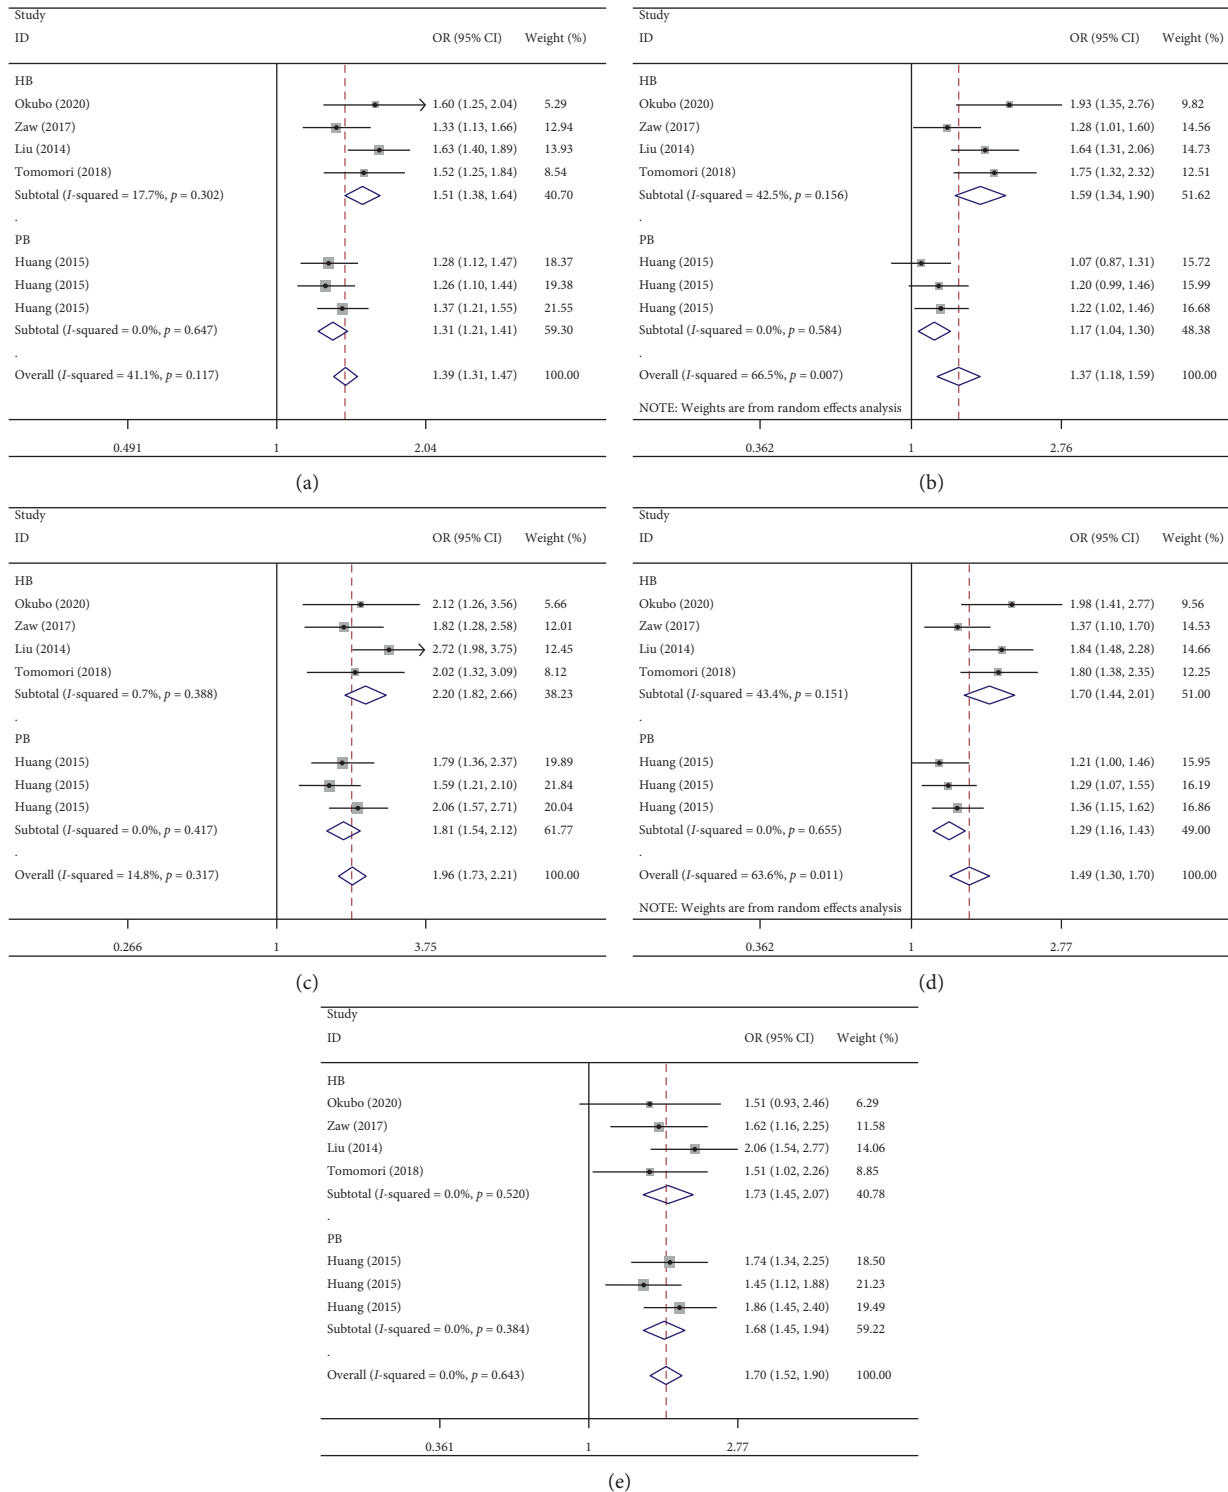 Study
ID OR (95% CI) Weight (%)
HB
Okubo (2020) 1.60 (1.25, 2.04) 5.29
Zaw (2017) 1.33 (1.13, 1.66) 12.94
Liu (2014) 1.63 (1.40, 1.89) 13.93
Tomomori (2018) 1.52 (1.25, 1.84) 8.54
Subtotal (I-squared = 17.7%, p = 0.302) 1.51 (1.38, 1.64) 40.70
.
PB
Huang (2015) 1.28 (1.12, 1.47) 18.37
Huang (2015) 1.26 (1.10, 1.44) 19.38
Huang (2015) 1.37 (1.21, 1.55) 21.55
Subtotal (I-squared = 0.0%, p = 0.647) 1.31 (1.21, 1.41) 59.30
.
Overall (I-squared = 41.1%, p = 0.117) 1.39 (1.31, 1.47) 100.00
0.491 1 2.04
(a)
Study
ID OR (95% CI) Weight (%)
HB
Okubo (2020) 1.93 (1.35, 2.76) 9.82
Zaw (2017) 1.28 (1.01, 1.60) 14.56
Liu (2014) 1.64 (1.31, 2.06) 14.73
Tomomori (2018) 1.75 (1.32, 2.32) 12.51
Subtotal (I-squared = 42.5%, p = 0.156) 1.59 (1.34, 1.90) 51.62
.
PB
Huang (2015) 1.07 (0.87, 1.31) 15.72
Huang (2015) 1.20 (0.99, 1.46) 15.99
Huang (2015) 1.22 (1.02, 1.46) 16.68
Subtotal (I-squared = 0.0%, p = 0.584) 1.17 (1.04, 1.30) 48.38
.
Overall (I-squared = 66.5%, p = 0.007) 1.37 (1.18, 1.59) 100.00
NOTE: Weights are from random effects analysis
0.362 1 2.76
(b)
Study
ID OR (95% CI) Weight (%)
HB
Okubo (2020) 2.12 (1.26, 3.56) 5.66
Zaw (2017) 1.82 (1.28, 2.58) 12.01
Liu (2014) 2.72 (1.98, 3.75) 12.45
Tomomori (2018) 2.02 (1.32, 3.09) 8.12
Subtotal (I-squared = 0.7%, p = 0.388) 2.20 (1.82, 2.66) 38.23
.
PB
Huang (2015) 1.79 (1.36, 2.37) 19.89
Huang (2015) 1.59 (1.21, 2.10) 21.84
Huang (2015) 2.06 (1.57, 2.71) 20.04
Subtotal (I-squared = 0.0%, p = 0.417) 1.81 (1.54, 2.12) 61.77
.
Overall (I-squared = 14.8%, p = 0.317) 1.96 (1.73, 2.21) 100.00
0.266 1 3.75
(c)
Study
ID OR (95% CI) Weight (%)
HB
Okubo (2020) 1.98 (1.41, 2.77) 9.56
Zaw (2017) 1.37 (1.10, 1.70) 14.53
Liu (2014) 1.84 (1.48, 2.28) 14.66
Tomomori (2018) 1.80 (1.38, 2.35) 12.25
Subtotal (I-squared = 43.4%, p = 0.151) 1.70 (1.44, 2.01) 51.00
.
PB
Huang (2015) 1.21 (1.00, 1.46) 15.95
Huang (2015) 1.29 (1.07, 1.55) 16.19
Huang (2015) 1.36 (1.15, 1.62) 16.86
Subtotal (I-squared = 0.0%, p = 0.655) 1.29 (1.16, 1.43) 49.00
.
Overall (I-squared = 63.6%, p = 0.011) 1.49 (1.30, 1.70) 100.00
NOTE: Weights are from random effects analysis
0.362 1 2.77
(d)
Study
ID OR (95% CI) Weight (%)
HB
Okubo (2020) 1.51 (0.93, 2.46) 6.29
Zaw (2017) 1.62 (1.16, 2.25) 11.58
Liu (2014) 2.06 (1.54, 2.77) 14.06
Tomomori (2018) 1.51 (1.02, 2.26) 8.85
Subtotal (I-squared = 0.0%, p = 0.520) 1.73 (1.45, 2.07) 40.78
.
PB
Huang (2015) 1.74 (1.34, 2.25) 18.50
Huang (2015) 1.45 (1.12, 1.88) 21.23
Huang (2015) 1.86 (1.45, 2.40) 19.49
Subtotal (I-squared = 0.0%, p = 0.384) 1.68 (1.45, 1.94) 59.22
.
Overall (I-squared = 0.0%, p = 0.643) 1.70 (1.52, 1.90) 100.00
0.361 1 2.77
(e)